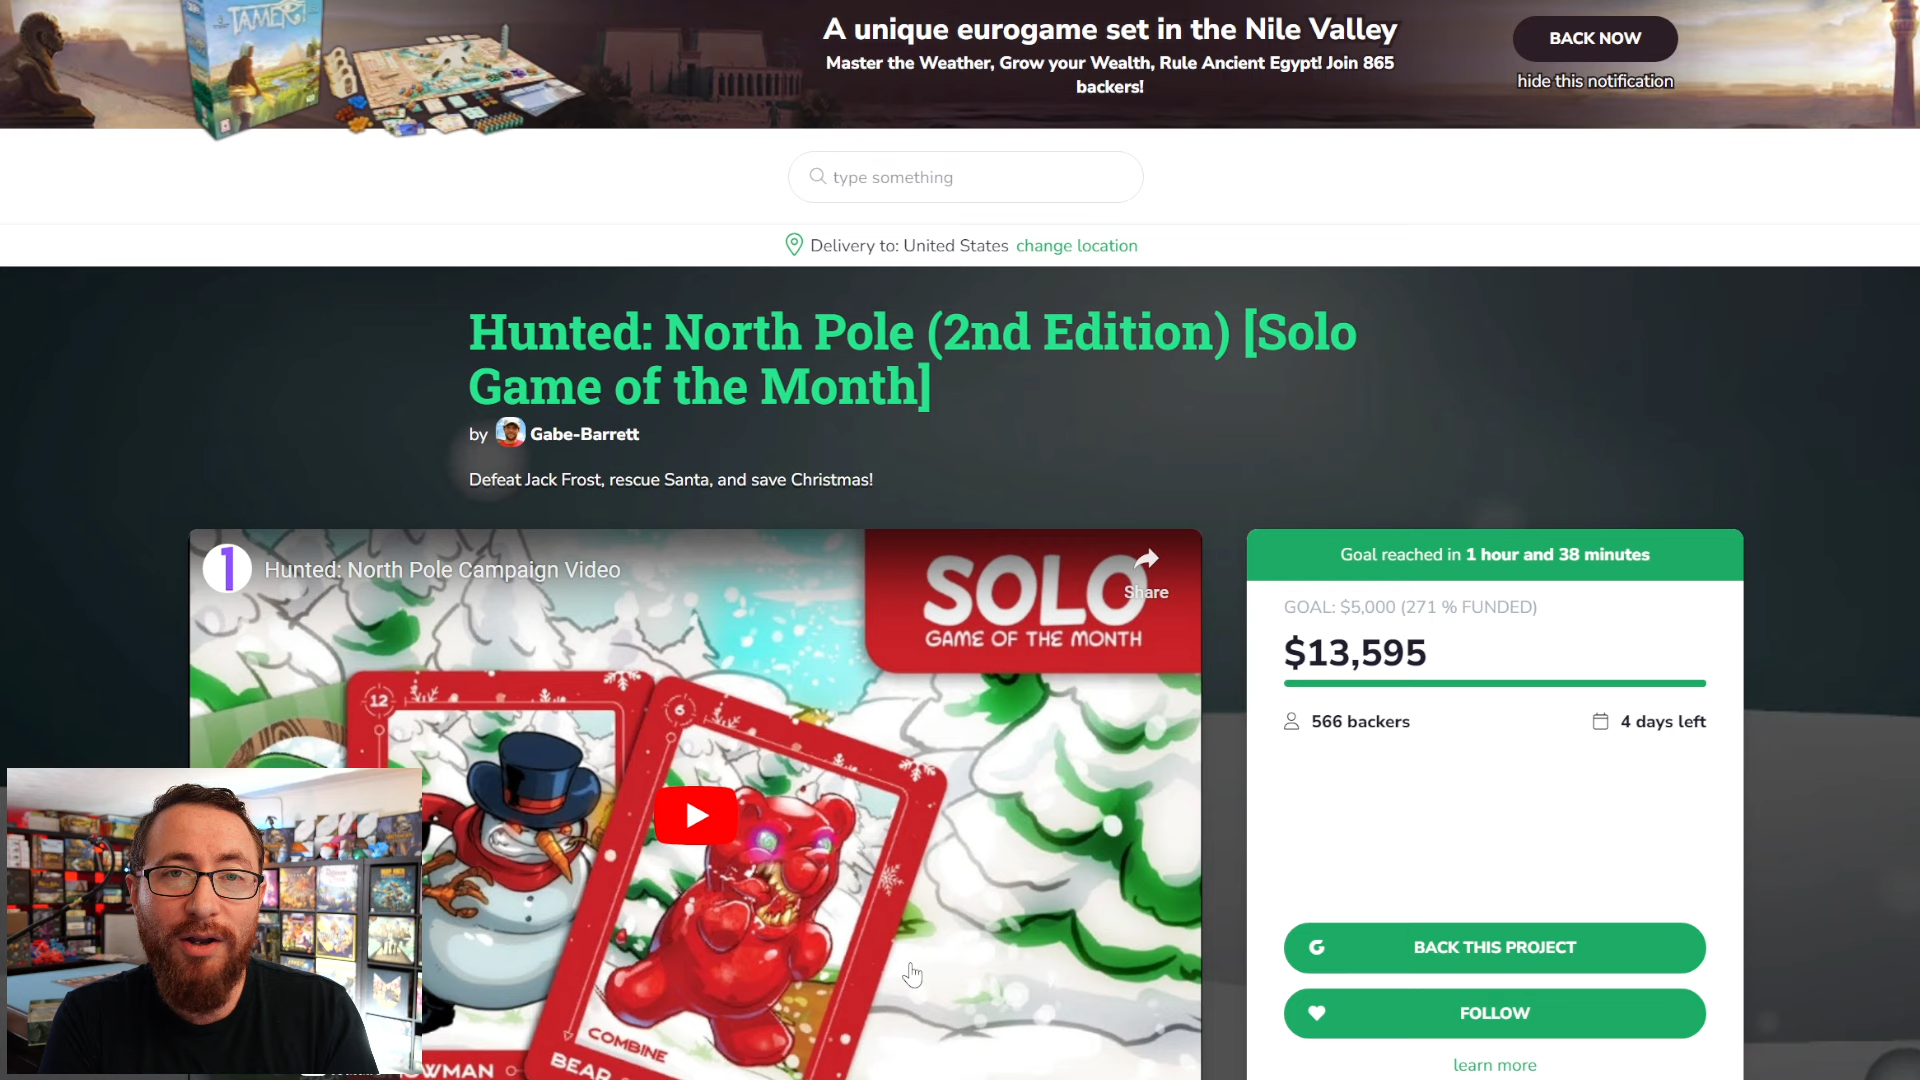 TAMERI
A unique eurogame set in the Nile Valley
Master the Weather, Grow your Wealth, Rule Ancient Egypt! Join 865
backers!
BACK NOW
hide this notification
type something
Delivery to: United States change location
Hunted: North Pole (2nd Edition) [Solo
Game of the Month]
by Gabe-Barrett
Defeat Jack Frost, rescue Santa, and save Christmas!
1 Hunted: North Pole Campaign Video
Share
SOLO
GAME OF THE MONTH
12
6
COMBINE
BEAR
OWMAN
Goal reached in 1 hour and 38 minutes
GOAL: $5,000 (271 % FUNDED)
$13,595
566 backers
4 days left
G BACK THIS PROJECT
FOLLOW
learn more